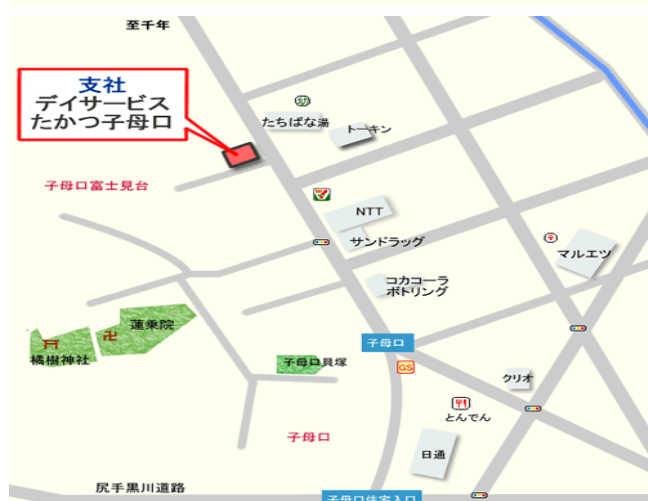 至千年
支社
デイサービス
たかつ子母口
たちばな湯
トーキン
子母口富士見台
NTT
サンドラッグ
マルエツ
コカコーラ
ボトリング
蓮乗院
橘樹神社
子母口
子母口貝塚
GS
クリオ
とんでん
子母口
日通
尻手黒川道路
子母口住宅入口